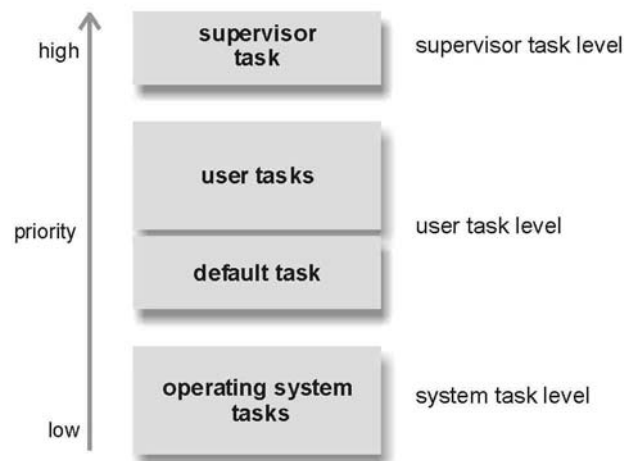 high
supervisor
task
supervisor task level
user tasks
priority
user task level
default task
operating system
tasks
system task level
low